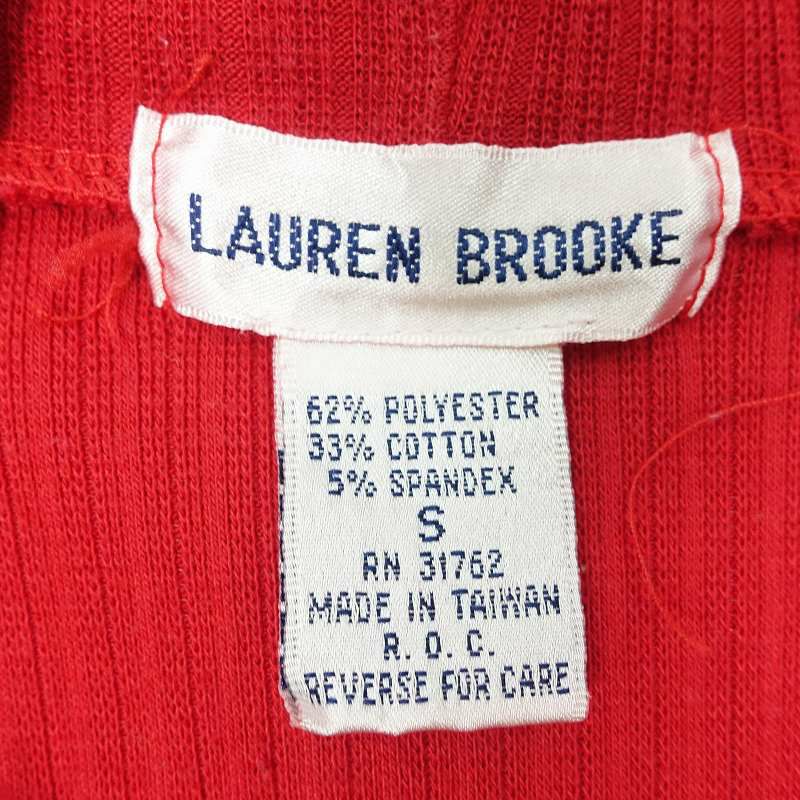 LAUREN BROOKE
62% POLYESTER
33% COTTON
5% SPANDEX
S
RN 31762
MADE IN TAIWAN
R. O. C.
REVERSE FOR CARE